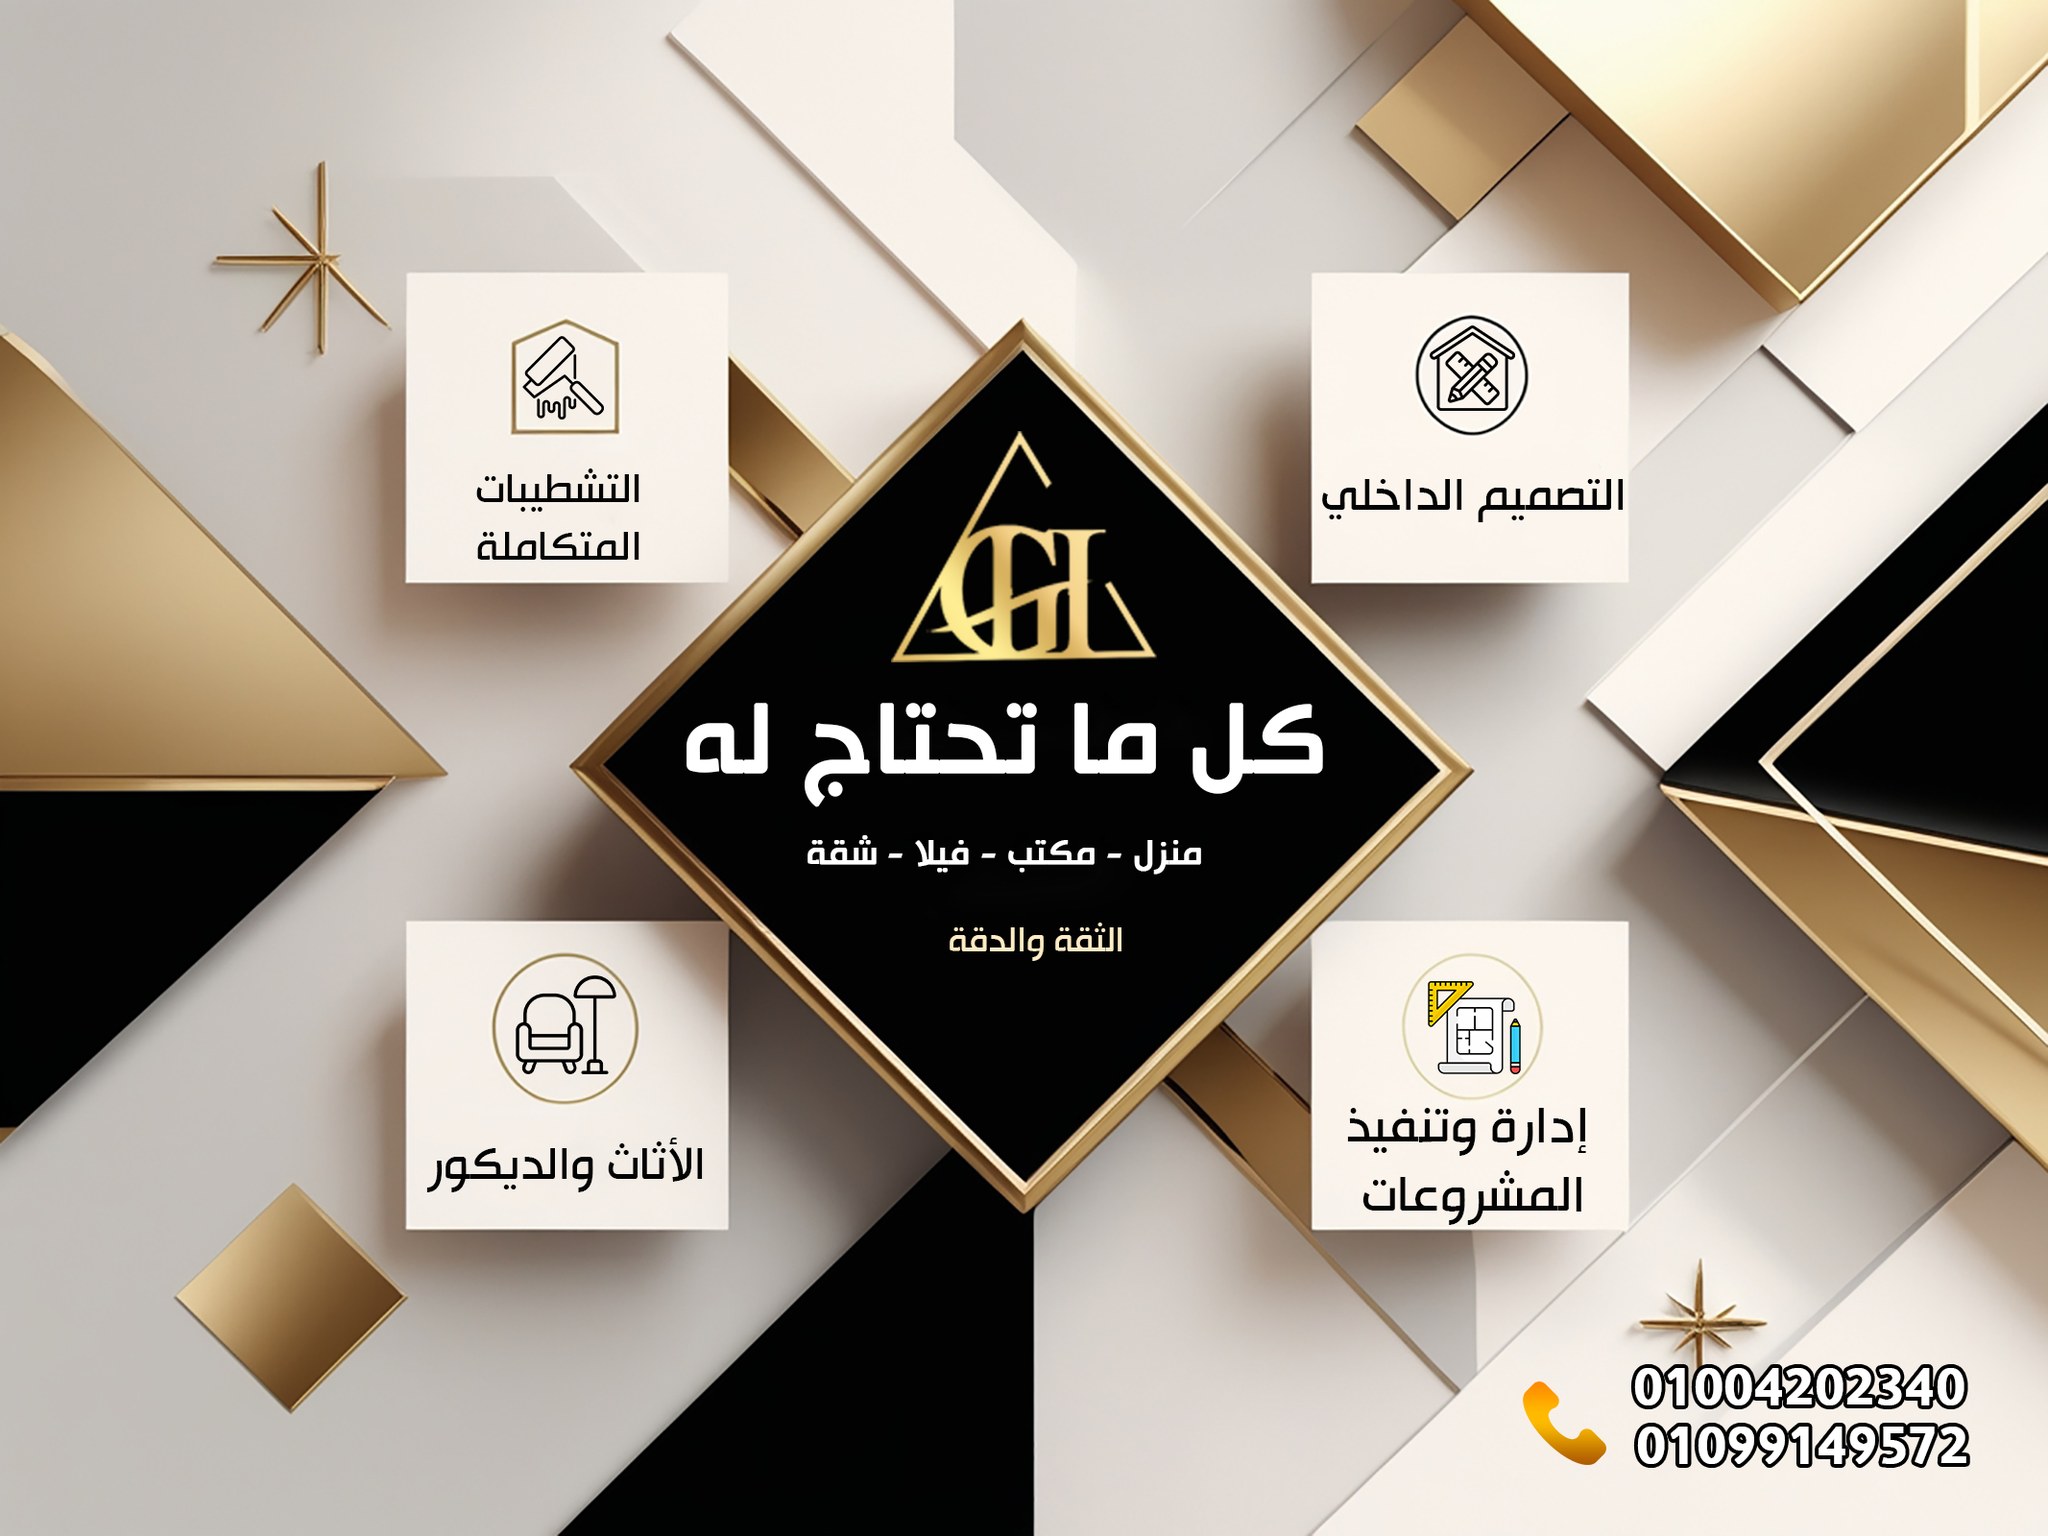 التصميم الداخلي
التشطيبات
المتكاملة
GL
كل ما تحتاج له
منزل - مكتب - فيلا - شقة
الثقة والدقة
إدارة وتنفيذ
المشروعات
الأثاث والديكور
01004202340
01099149572